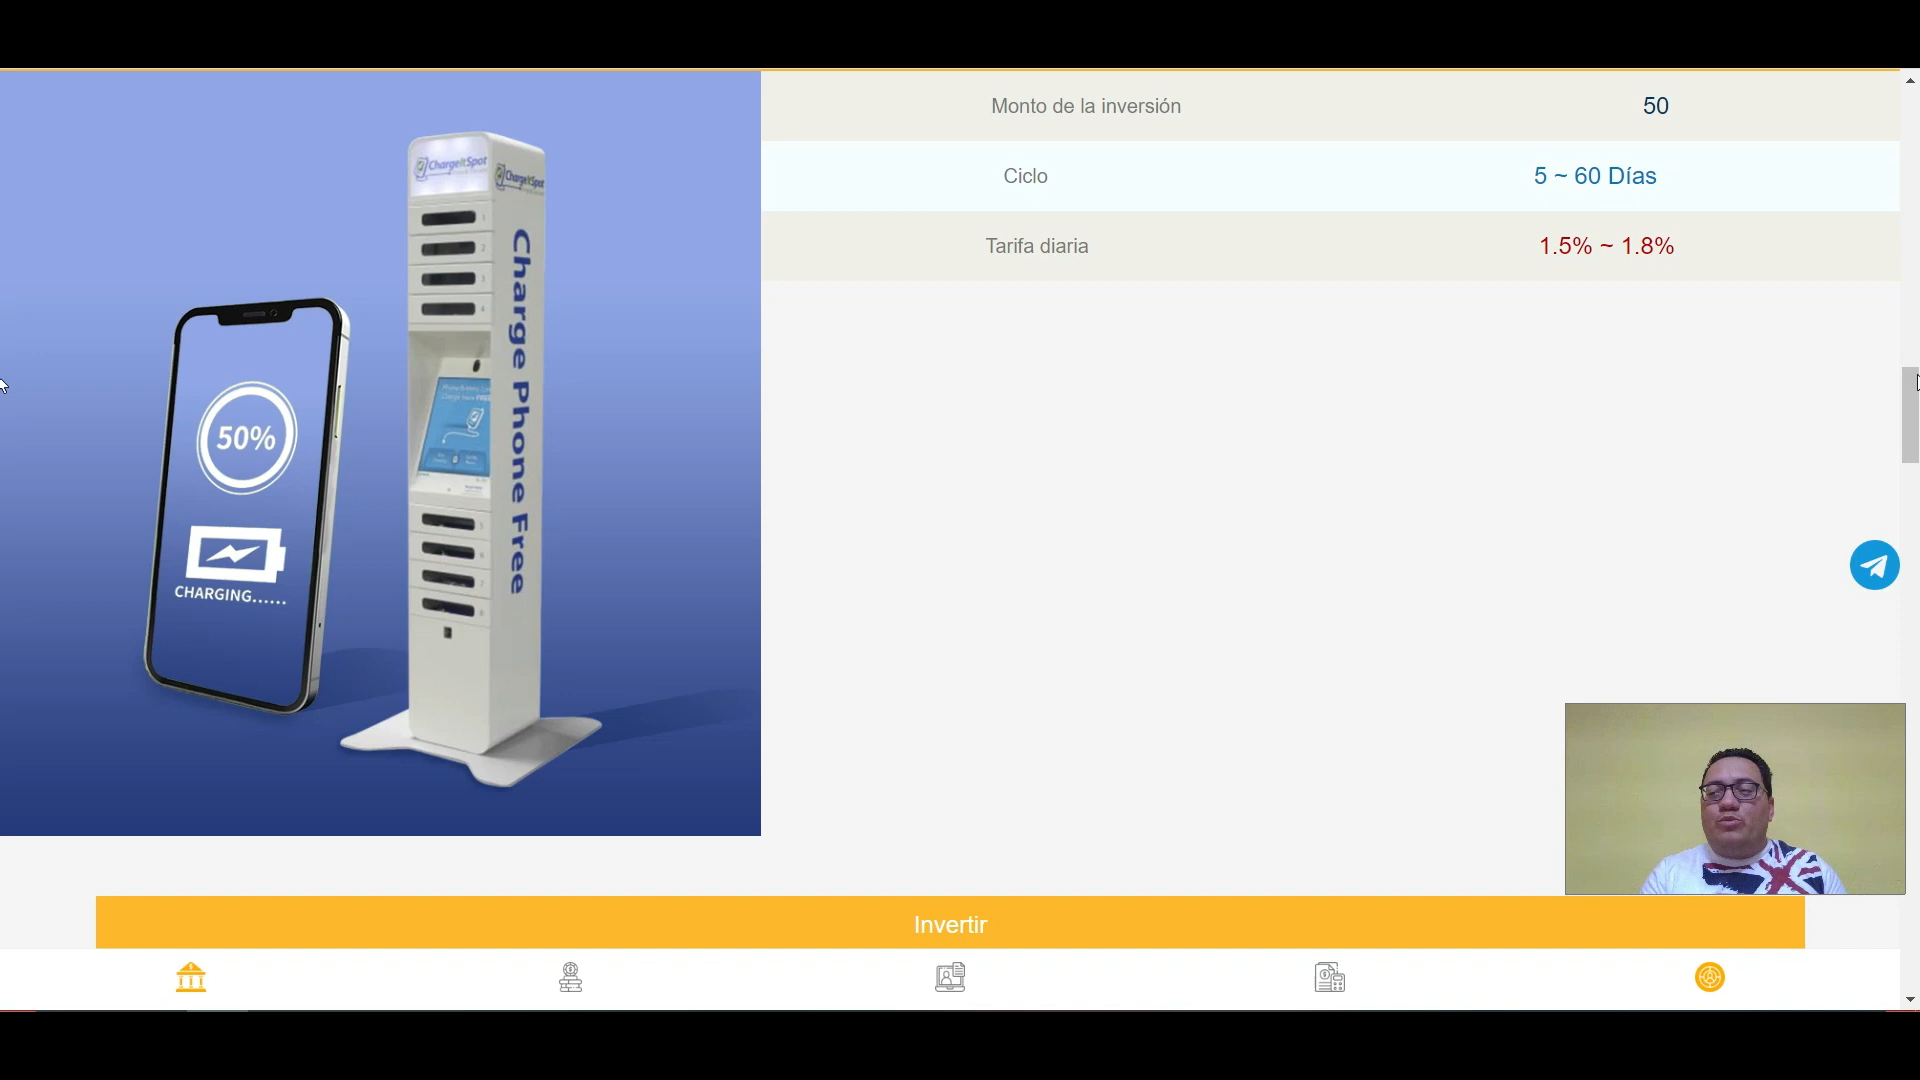 Monto de la inversión 50
Ciclo 5 ~ 60 Días
Tarifa diaria 1.5% ~ 1.8%
ChargeItSpot
ChargeItSpot
Charge Phone Free
50%
CHARGING......
Invertir